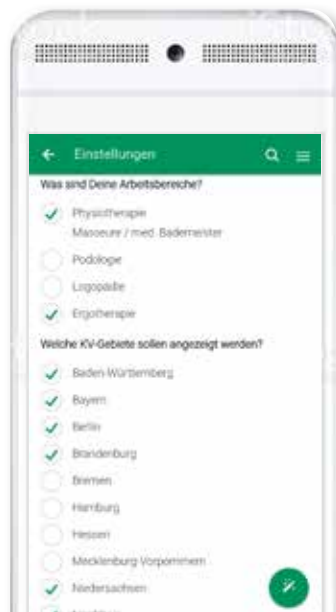 Einstellungen
Was sind Deine Arbeitsbereiche?
Physiotherapie
Masseure / med. Bademeister
Podologie
Logopädie
Ergotherapie
Welche KV-Gebiete sollen angezeigt werden?
Baden-Württemberg
Bayern
Berlin
Brandenburg
Bremen
Hamburg
Hessen
Mecklenburg Vorpommern
Niedersachsen